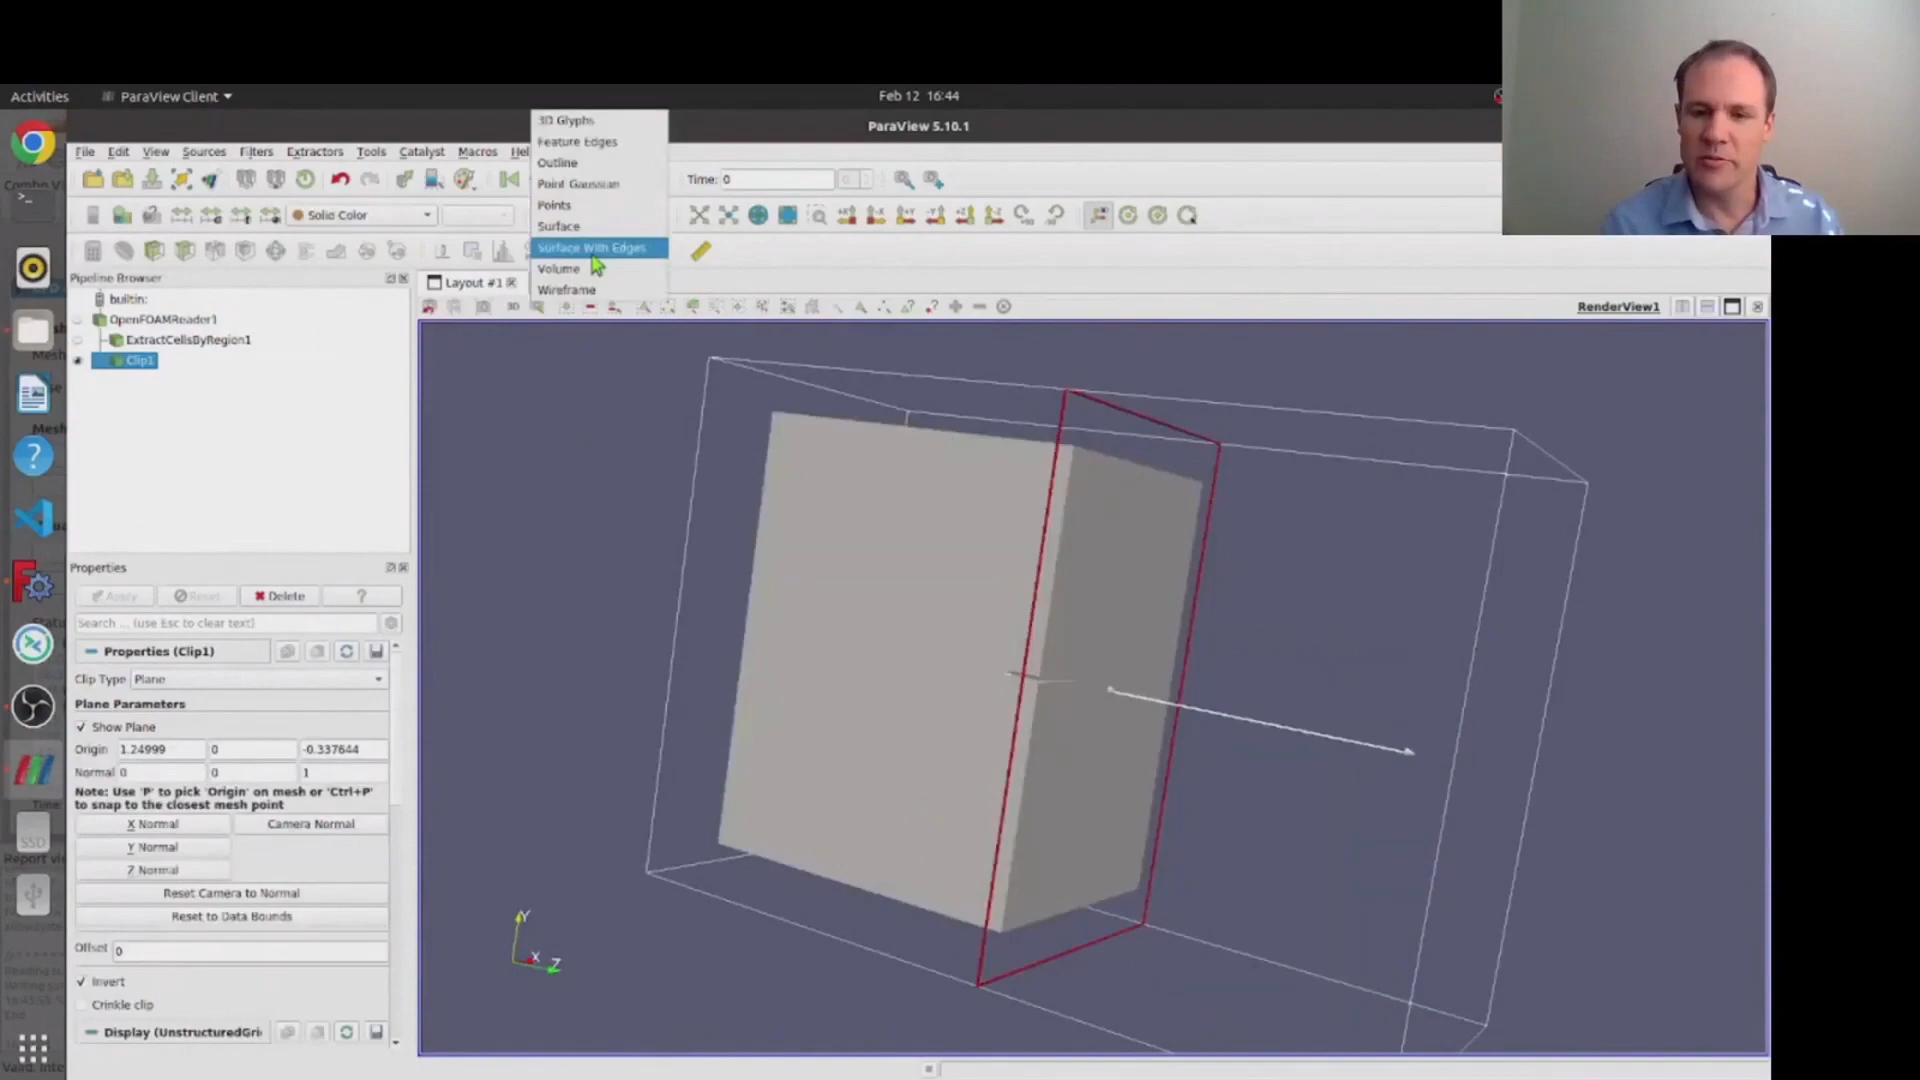 Activities
ParaView Client
Feb 12 16:44
ParaView 5.10.1
File Edit View Sources Filters Extractors Tools Catalyst Macros Hel
3D Glyphs
Feature Edges
Outline
Point Gaussian
Points
Surface
Surface With Edges
Volume
Wireframe
Time: 0
Solid Color
Pipeline Browser
builtin:
OpenFOAMReader1
ExtractCellsByRegion1
Clip1
Layout #1
3D
RenderView1
Properties
Apply Reset Delete ?
Search ... (use Esc to clear text)
Properties (Clip1)
Clip Type Plane
Plane Parameters
Show Plane
Origin 1.24999 0 -0.337644
Normal 0 0 1
Note: Use 'P' to pick 'Origin' on mesh or 'Ctrl+P'
to snap to the closest mesh point
X Normal Camera Normal
Y Normal
Z Normal
Reset Camera to Normal
Reset to Data Bounds
Offset 0
Invert
Crinkle clip
Display (UnstructuredGri
Y
X
Z
SSD
Report vie